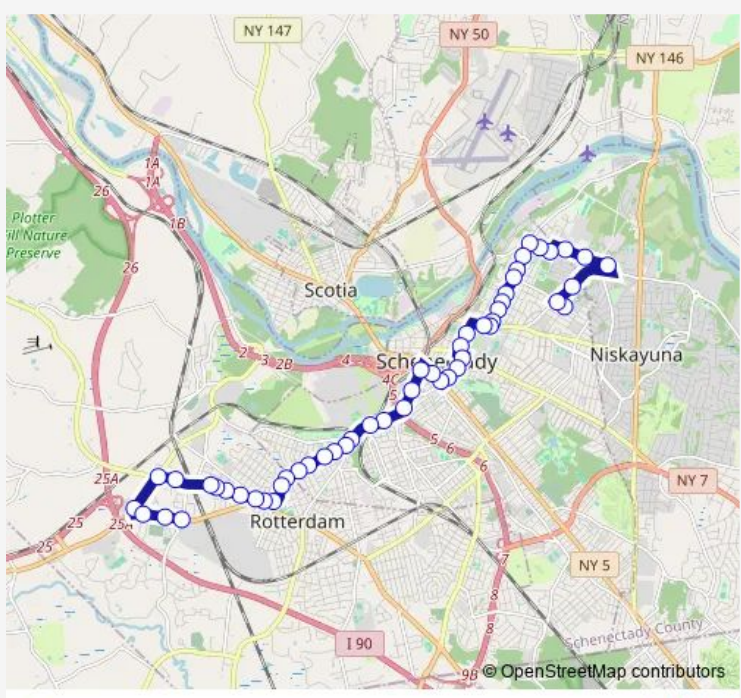 NY 147
NY 50
NY 146
1A
1A
26
1B
Plotter
ill Nature
Preserve
26
Scotia
2
3
2B
4
Schenectady
4C
5
Niskayuna
5
6
6
25A
NY 7
25
25A
Rotterdam
25
7
NY 5
8
8
I 90
Schenectady County
9B
© OpenStreetMap contributors